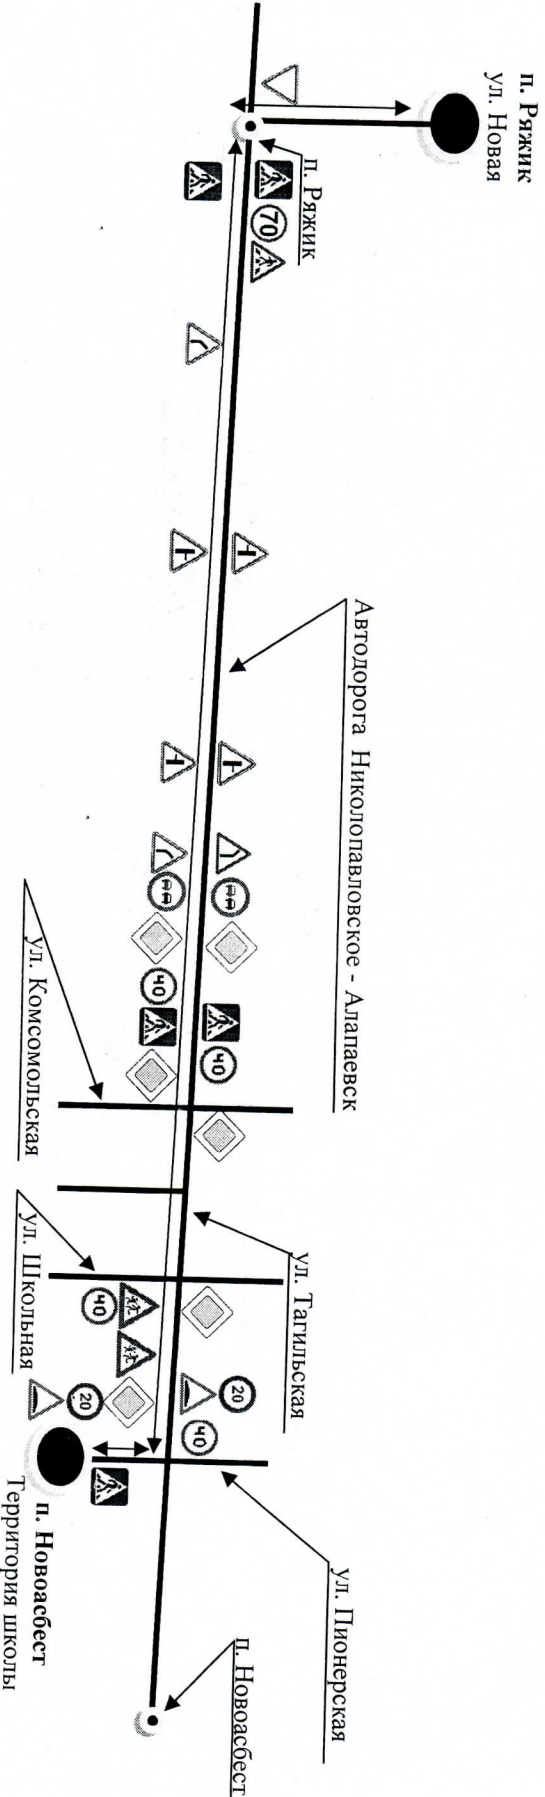 п. Ряжик
ул. Новая
п. Ряжик
70
Автодорога Николопавловское - Алапаевск
40
40
ул. Комсомольская
ул. Тагильская
ул. Школьная
40
20
20
40
п. Новоасбест
Территория школы
ул. Пионерская
п. Новоасбест